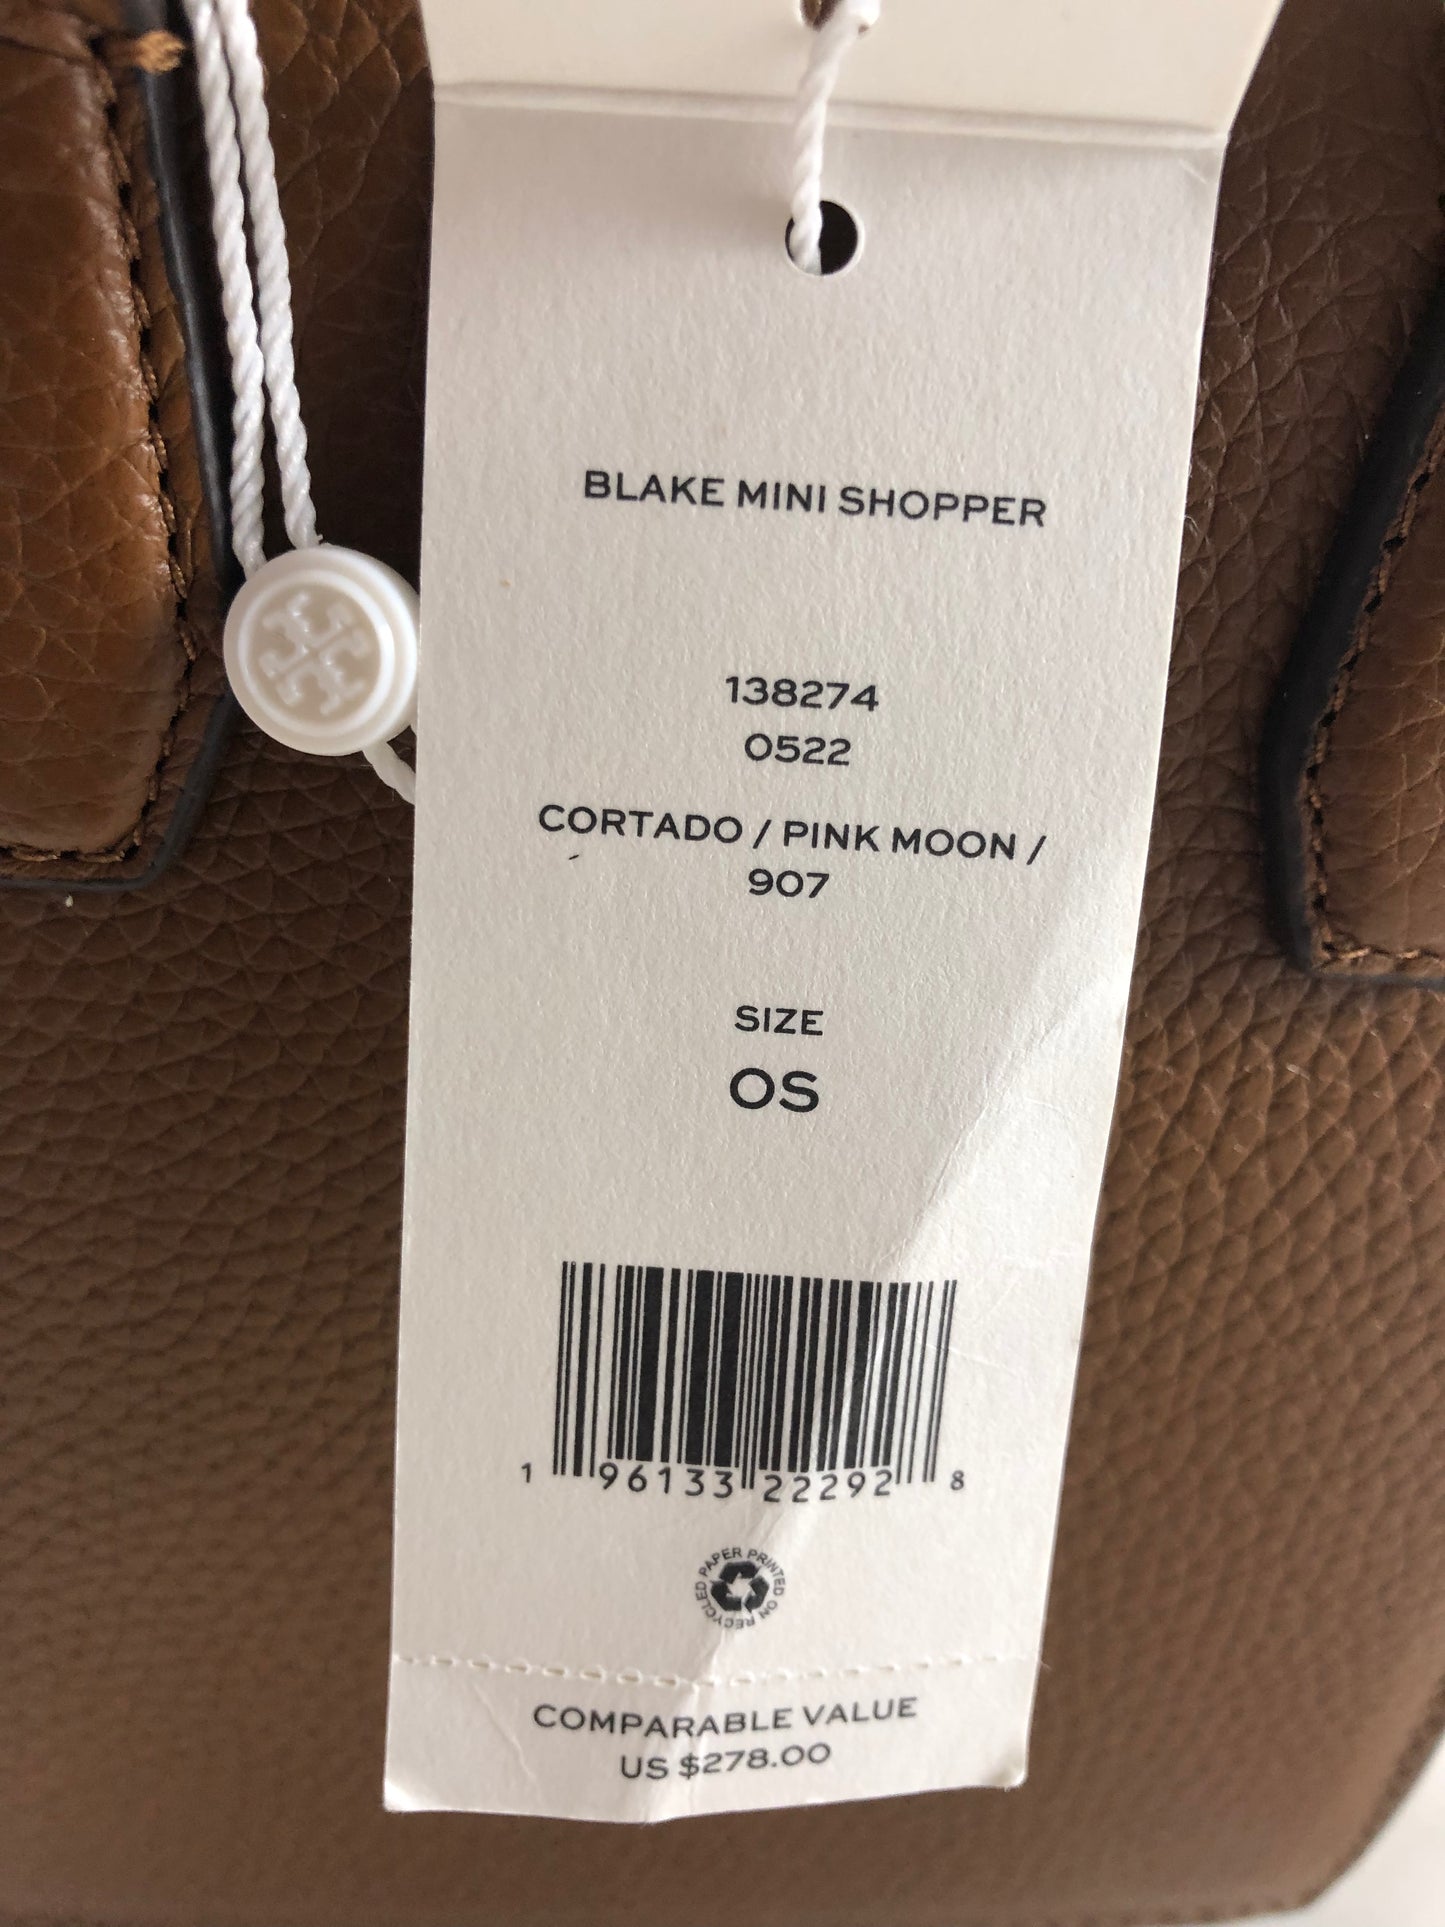 BLAKE MINI SHOPPER
138274
0522
CORTADO / PINK MOON /
907
SIZE
OS
1 96133 22292 8
RECYCLED PAPER PRINTED ON
COMPARABLE VALUE
US $278.00